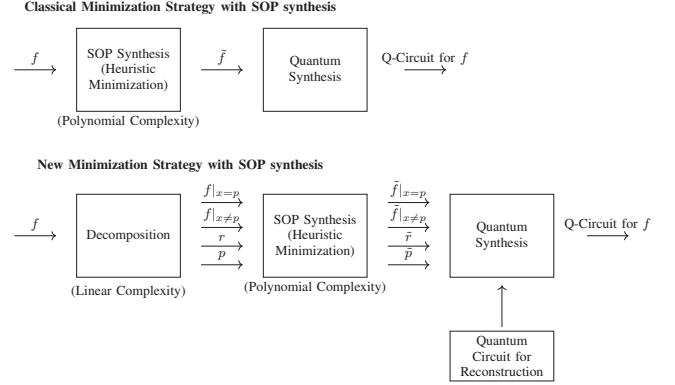 Classical Minimization Strategy with SOP synthesis
f
SOP Synthesis
(Heuristic
Minimization)
(Polynomial Complexity)
f̃
Quantum
Synthesis
Q-Circuit for f
New Minimization Strategy with SOP synthesis
f
Decomposition
(Linear Complexity)
f|x=p
f|x≠p
r
p
SOP Synthesis
(Heuristic
Minimization)
(Polynomial Complexity)
f̃|x=p
f̃|x≠p
r̃
p̃
Quantum
Synthesis
Q-Circuit for f
Quantum
Circuit for
Reconstruction